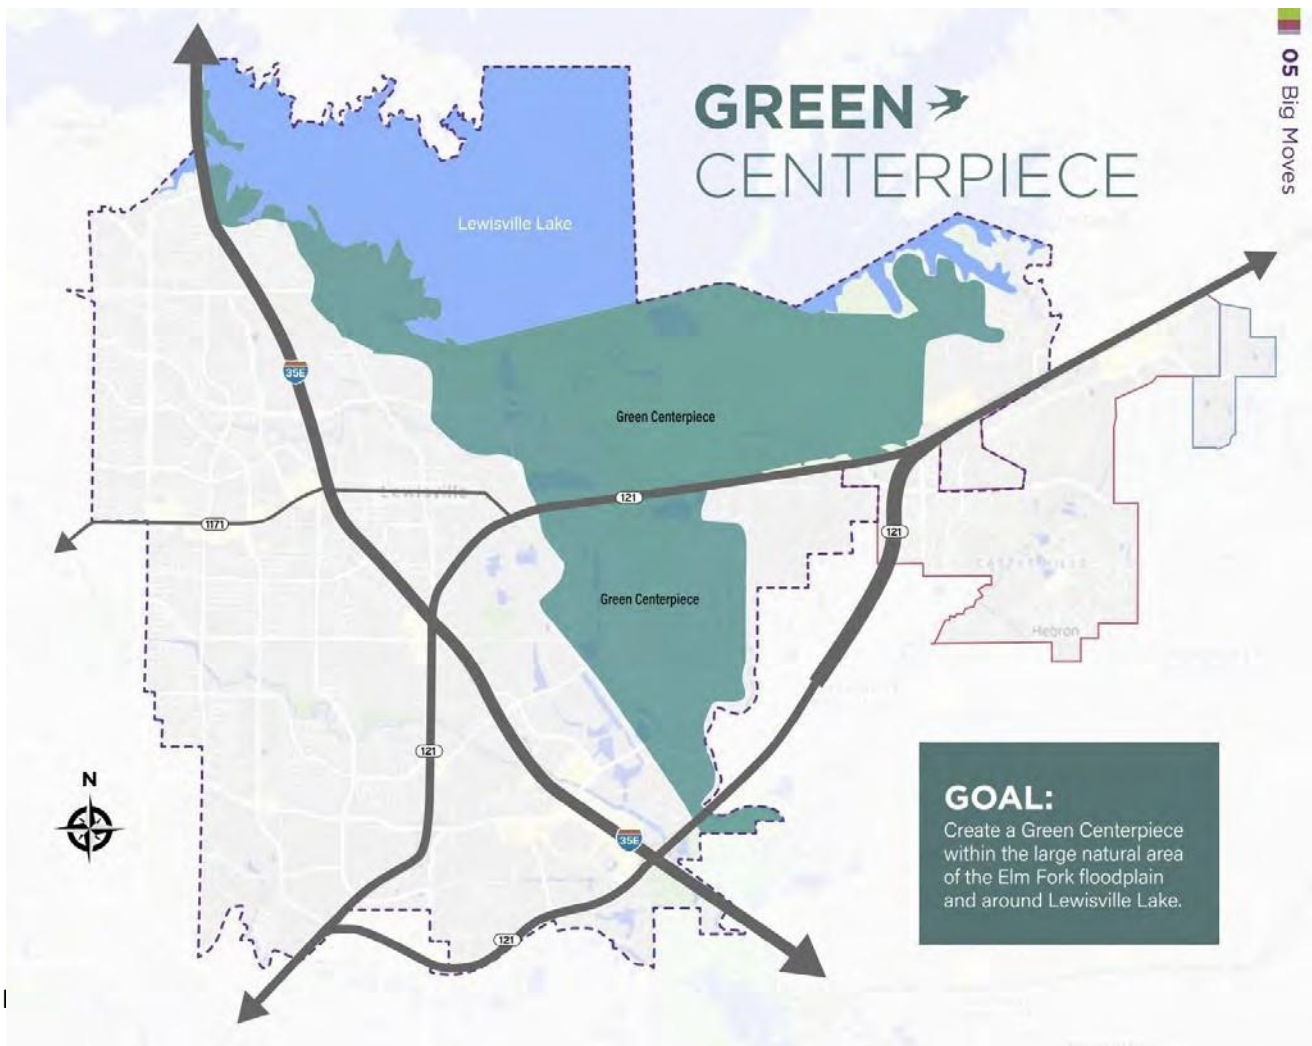 05 Big Moves
GREEN
CENTERPIECE
Lewisville Lake
35E
Green Centerpiece
Lewisville
121
1171
121
Green Centerpiece
Hebron
121
N
GOAL:
Create a Green Centerpiece
within the large natural area
of the Elm Fork floodplain
and around Lewisville Lake.
35E
121